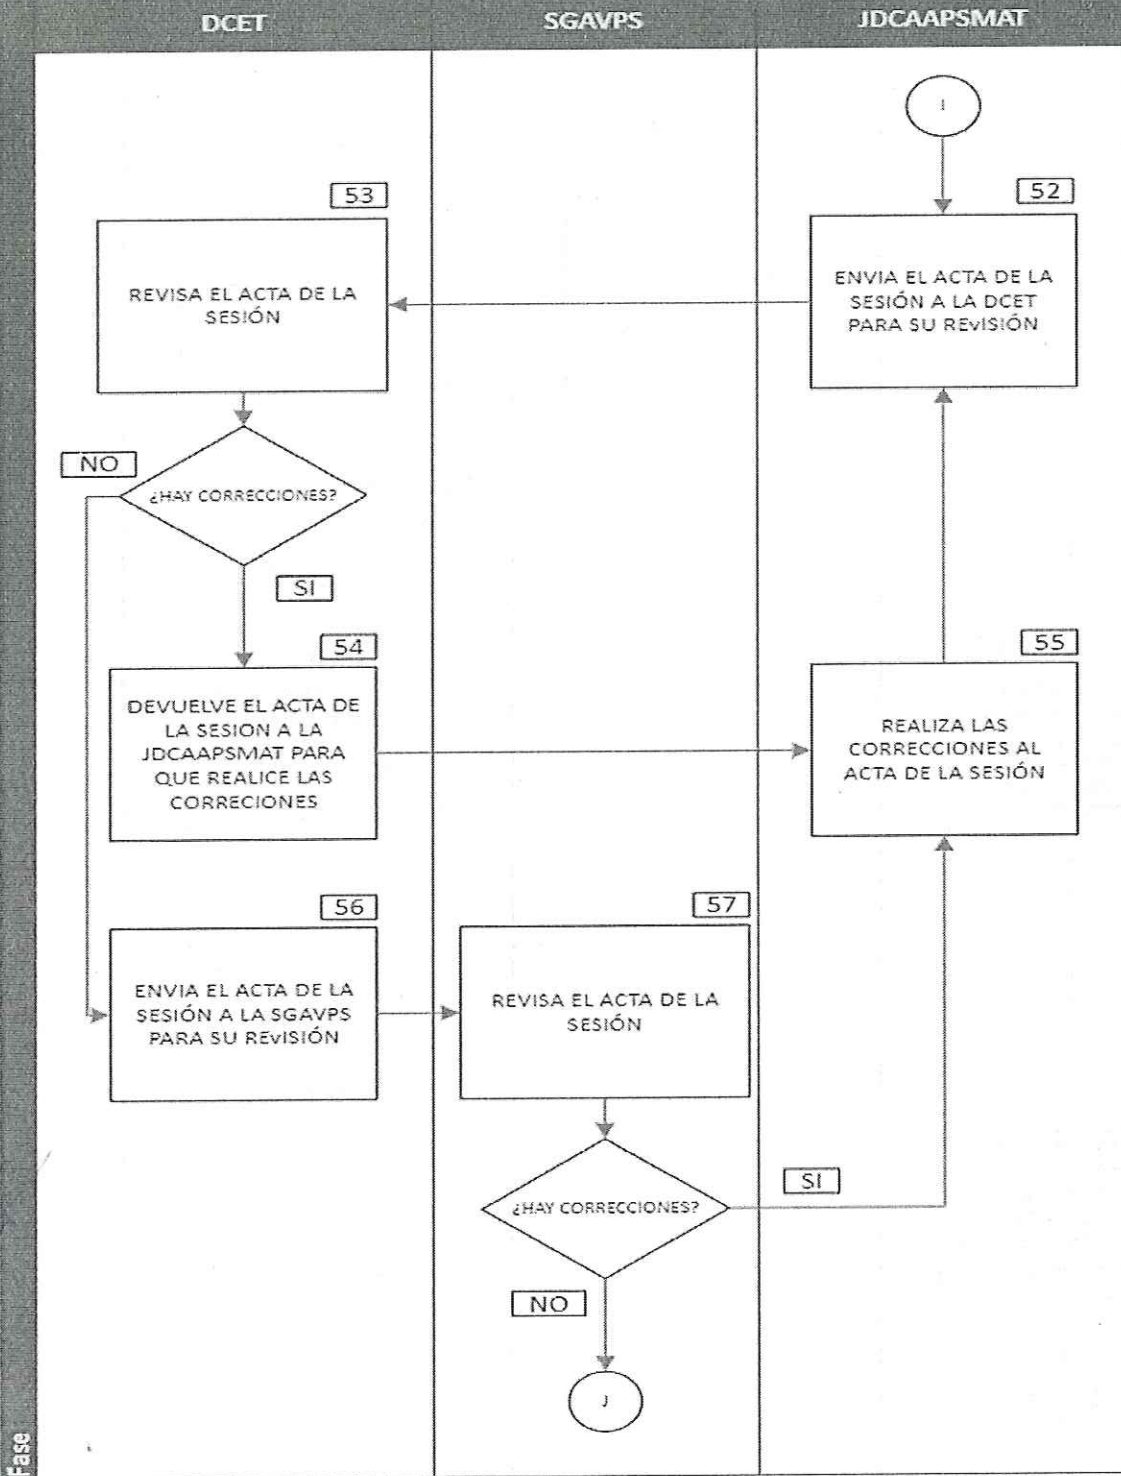 DCET
SGAVPS
JDCAAPSMAT
I
52
ENVIA EL ACTA DE LA
SESIÓN A LA DCET
PARA SU REvISIÓN
53
REVISA EL ACTA DE LA
SESIÓN
¿HAY CORRECCIONES?
NO
SI
54
DEVUELVE EL ACTA DE
LA SESION A LA
JDCAAPSMAT PARA
QUE REALICE LAS
CORRECIONES
55
REALIZA LAS
CORRECCIONES AL
ACTA DE LA SESIÓN
56
ENVIA EL ACTA DE LA
SESIÓN A LA SGAVPS
PARA SU REvISIÓN
57
REVISA EL ACTA DE LA
SESIÓN
¿HAY CORRECCIONES?
SI
NO
J
Fase